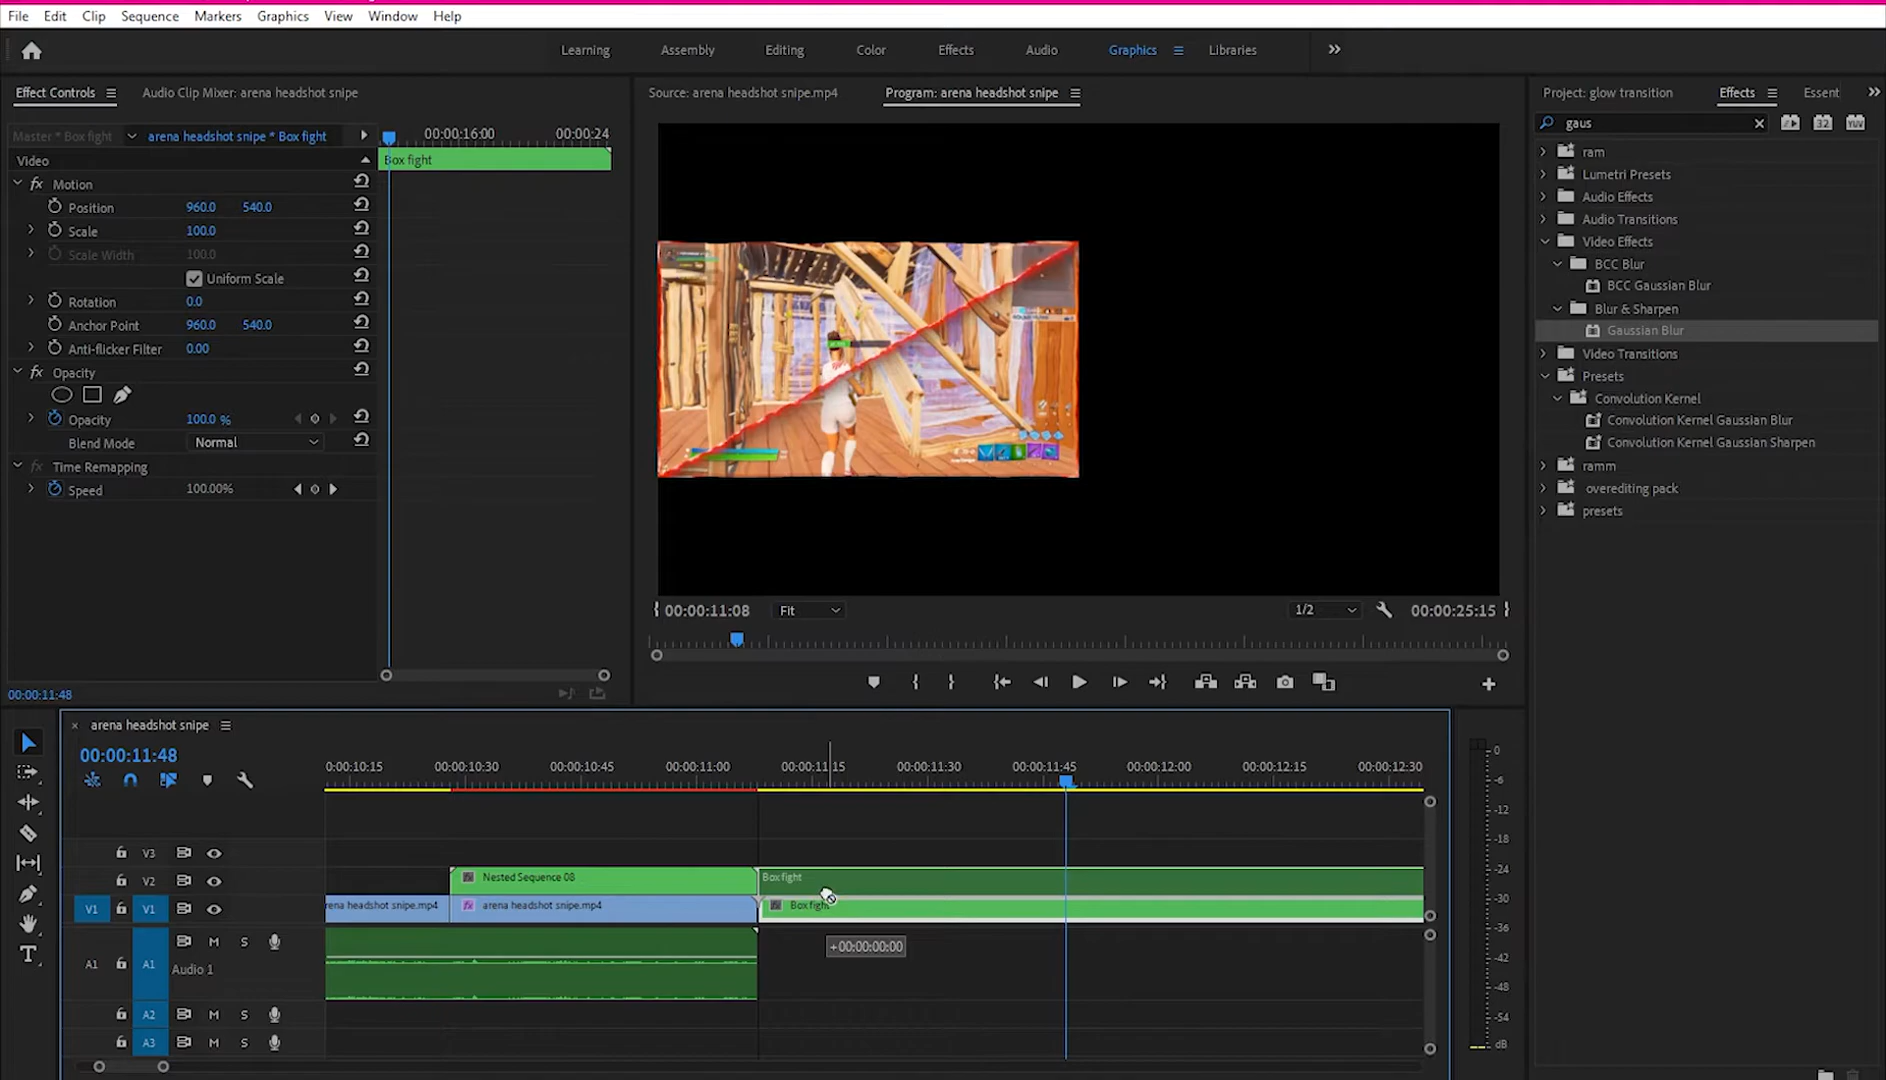 File Edit Clip Sequence Markers Graphics View Window Help
Learning Assembly Editing Color Effects Audio Graphics Libraries
Effect Controls Audio Clip Mixer: arena headshot snipe
Source: arena headshot snipe.mp4 Program: arena headshot snipe
Project: glow transition Effects Essent
Master * Box fight arena headshot snipe * Box fight 00:00:16:00 00:00:24
gaus
Video Box fight
Motion
Position 960.0 540.0
Scale 100.0
Scale Width 100.0
Uniform Scale
Rotation 0.0
Anchor Point 960.0 540.0
Anti-flicker Filter 0.00
Opacity
Opacity 100.0 %
Blend Mode Normal
Time Remapping
Speed 100.00%
00:00:11:48
00:00:11:08 Fit 1/2 00:00:25:15
ram
Lumetri Presets
Audio Effects
Audio Transitions
Video Effects
BCC Blur
BCC Gaussian Blur
Blur & Sharpen
Gaussian Blur
Video Transitions
Presets
Convolution Kernel
Convolution Kernel Gaussian Blur
Convolution Kernel Gaussian Sharpen
ramm
overediting pack
presets
arena headshot snipe
00:00:11:48
00:00:10:15 00:00:10:30 00:00:10:45 00:00:11:00 00:00:11:15 00:00:11:30 00:00:11:45 00:00:12:00 00:00:12:15 00:00:12:30
V3
V2 Nested Sequence 08 Box fight
V1 V1 rena headshot snipe.mp4 arena headshot snipe.mp4 Box fight
+00:00:00:00
A1 A1 M S
Audio 1
A2 M S
A3 M S
0
-6
-12
-18
-24
-30
-36
-42
-48
-54
dB